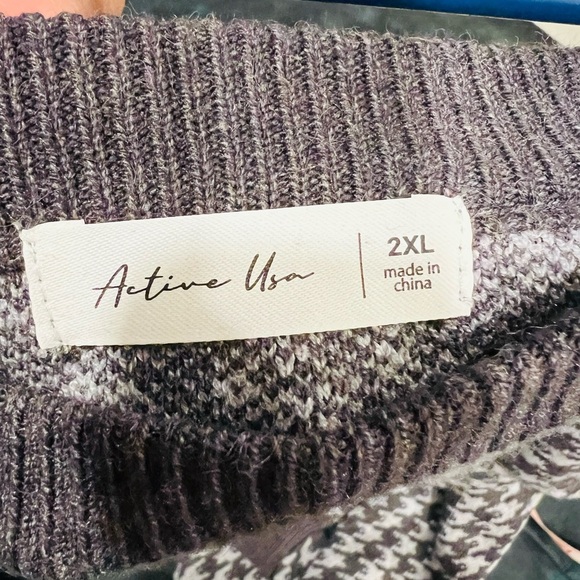 Active Usa
2XL
made in
china